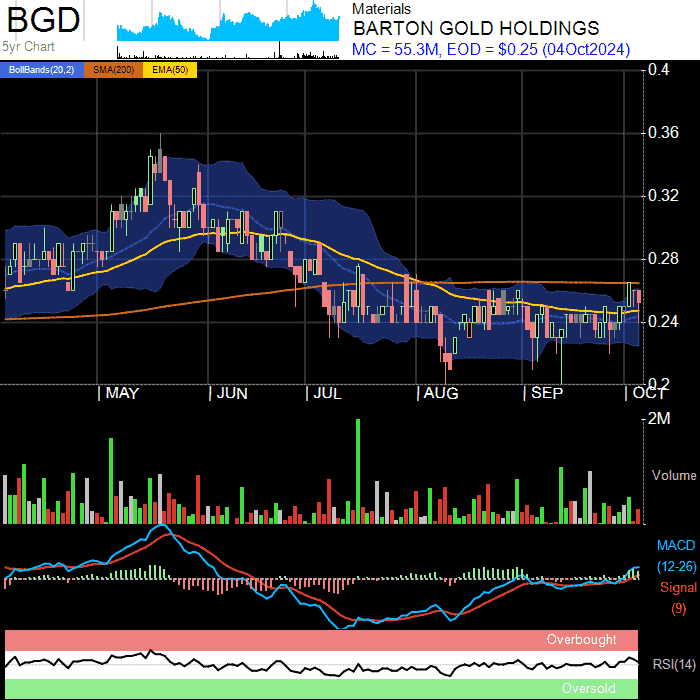 BGD
5yr Chart
Materials
BARTON GOLD HOLDINGS
MC = 55.3M, EOD = $0.25 (04Oct2024)
BollBands(20,2) SMA(200) EMA(50)
0.4
0.36
0.32
0.28
0.24
0.2
MAY JUN JUL AUG SEP OCT
2M
Volume
MACD
(12-26)
Signal
(9)
Overbought
RSI(14)
Oversold